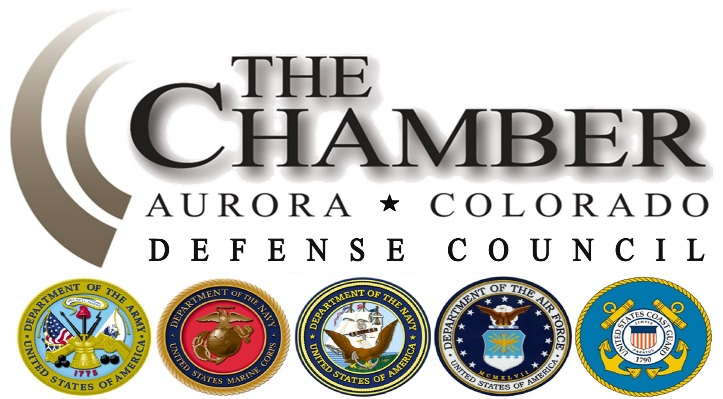 THE
CHAMBER
AURORA ★ COLORADO
DEFENSE COUNCIL
DEPARTMENT OF THE ARMY
UNITED STATES OF AMERICA
1775
DEPARTMENT OF THE NAVY
UNITED STATES MARINE CORPS
DEPARTMENT OF THE NAVY
UNITED STATES OF AMERICA
DEPARTMENT OF THE AIR FORCE
UNITED STATES OF AMERICA
MCMXLVII
UNITED STATES COAST GUARD
1790